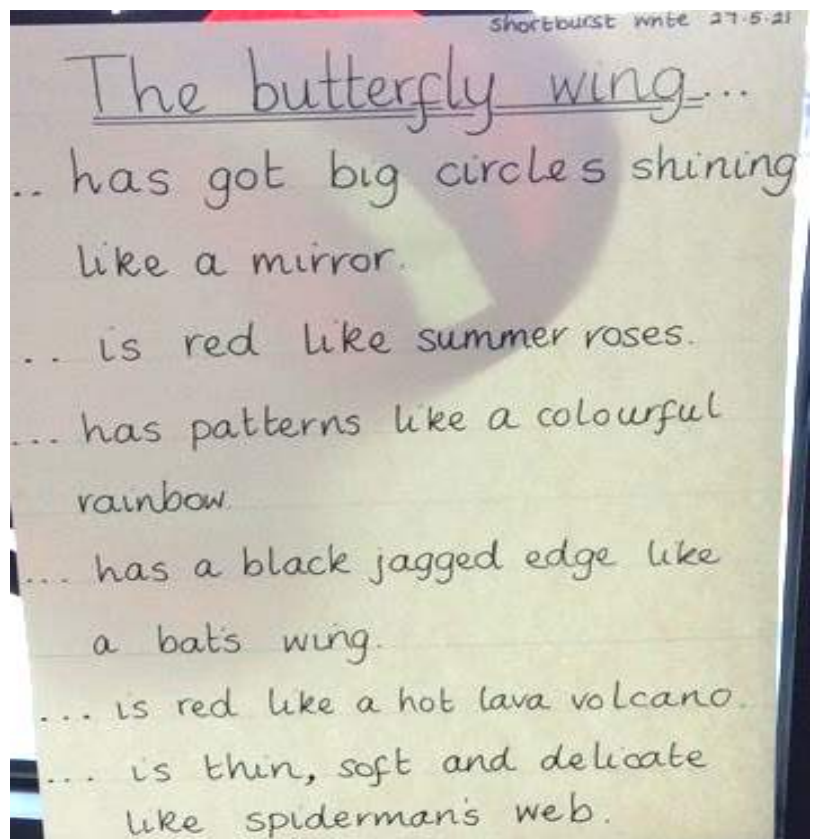 Shortburst write 27.5.21
The butterfly wing...
.. has got big circles shining
like a mirror.
.. is red like summer roses.
... has patterns like a colourful
rainbow.
... has a black jagged edge like
a bat's wing.
... is red like a hot lava volcano.
... is thin, soft and delicate
like spiderman's web.